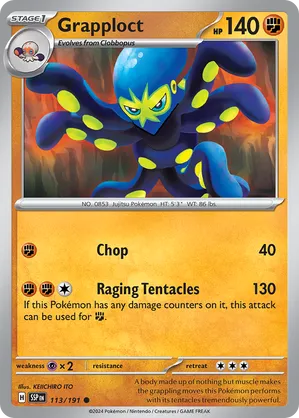 STAGE 1
Grapploct
HP 140
Evolves from Clobbopus
NO. 0853 Jujitsu Pokémon HT: 5'3" WT: 86 lbs
Chop 40
Raging Tentacles 130
If this Pokémon has any damage counters on it, this
attack can be used for
weakness ×2 resistance retreat
Illus. KEIICHIRO ITO
H SSP EN 113/191
A body made up of nothing but muscle
makes the grappling moves this Pokémon
performs with its tentacles
©2024 Pokémon / Nintendo / Creatures / GAME FREAK